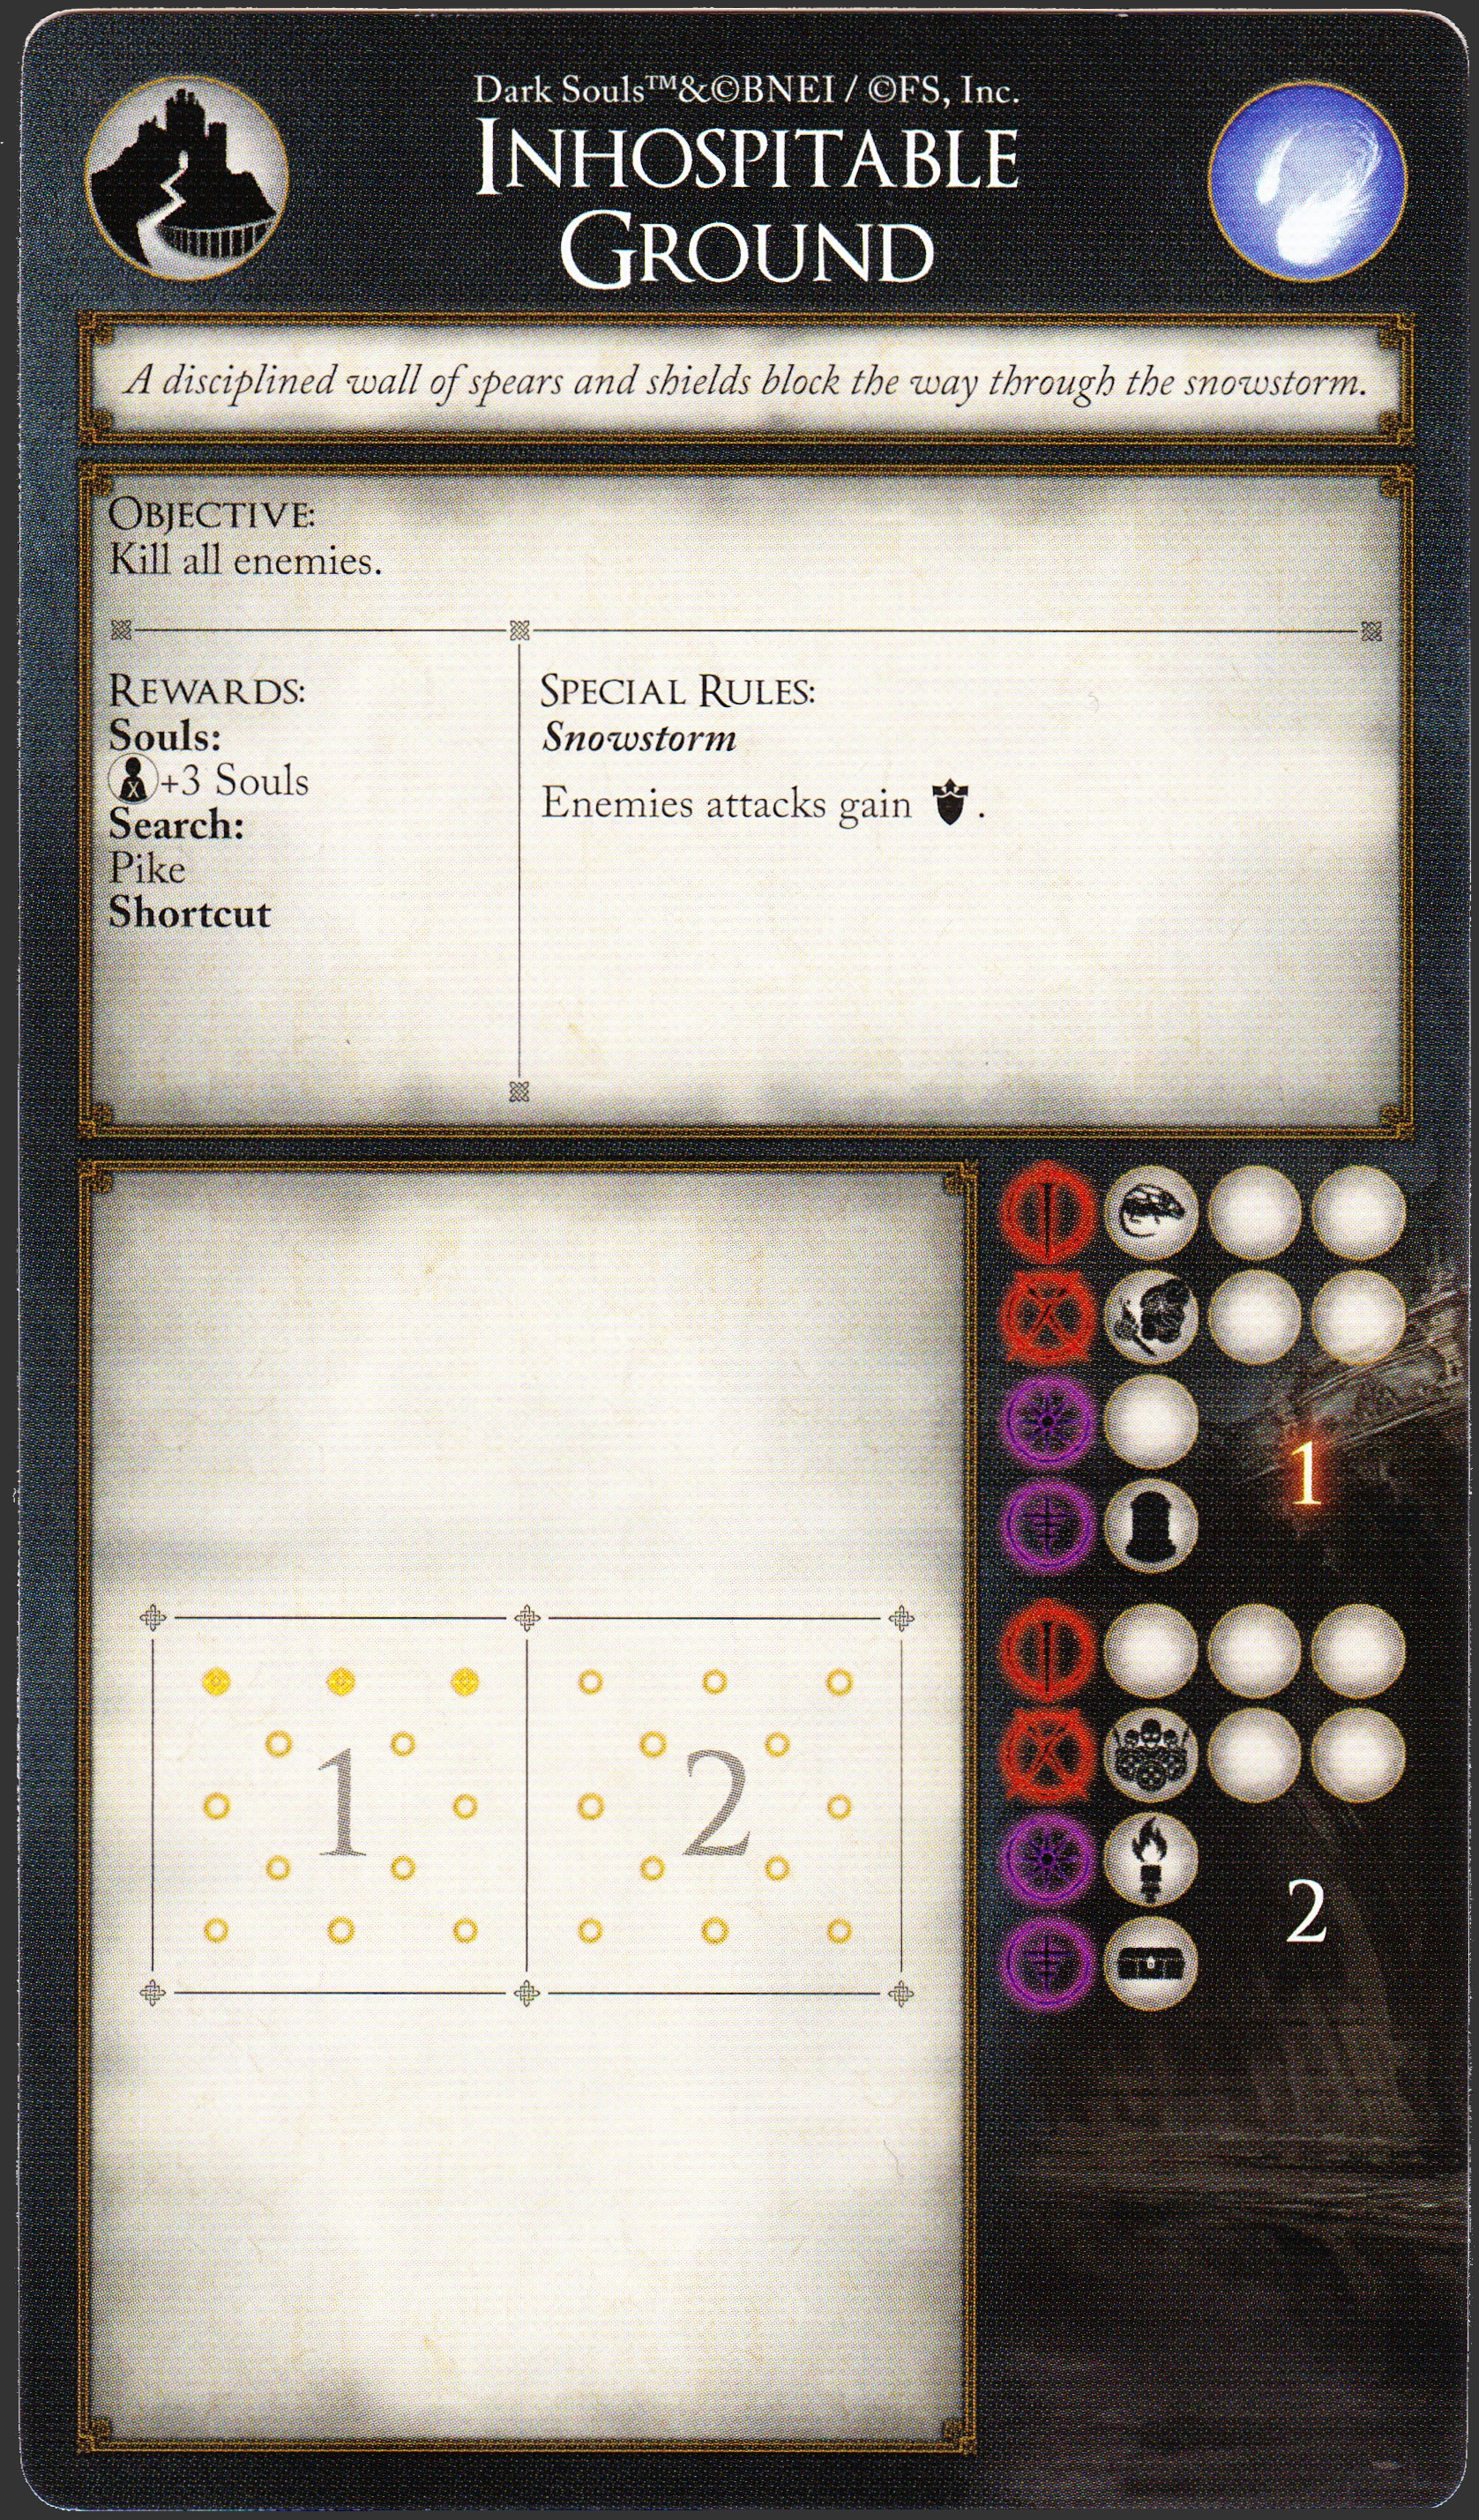 Dark Souls™&©BNEI / ©FS, Inc.
INHOSPITABLE
GROUND
A disciplined wall of spears and shields block the way through the snowstorm.
OBJECTIVE:
Kill all enemies.
REWARDS:
Souls:
+3 Souls
Search:
Pike
Shortcut
SPECIAL RULES:
Snowstorm
Enemies attacks gain .
1
2
1
2